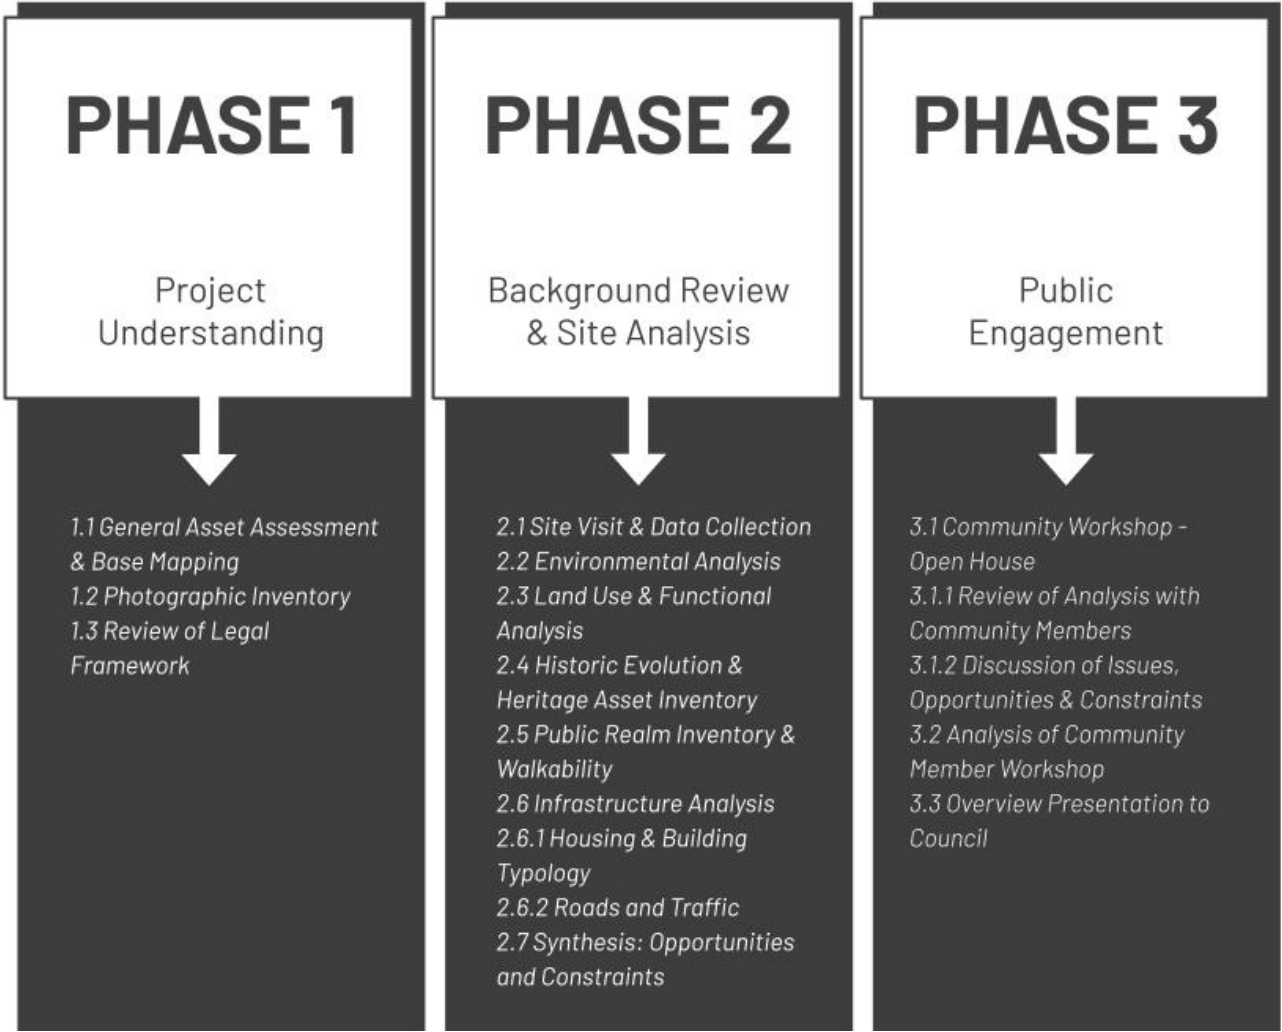 PHASE 1
Project
Understanding
1.1 General Asset Assessment
& Base Mapping
1.2 Photographic Inventory
1.3 Review of Legal
Framework
PHASE 2
Background Review
& Site Analysis
2.1 Site Visit & Data Collection
2.2 Environmental Analysis
2.3 Land Use & Functional
Analysis
2.4 Historic Evolution &
Heritage Asset Inventory
2.5 Public Realm Inventory &
Walkability
2.6 Infrastructure Analysis
2.6.1 Housing & Building
Typology
2.6.2 Roads and Traffic
2.7 Synthesis: Opportunities
and Constraints
PHASE 3
Public
Engagement
3.1 Community Workshop -
Open House
3.1.1 Review of Analysis with
Community Members
3.1.2 Discussion of Issues,
Opportunities & Constraints
3.2 Analysis of Community
Member Workshop
3.3 Overview Presentation to
Council